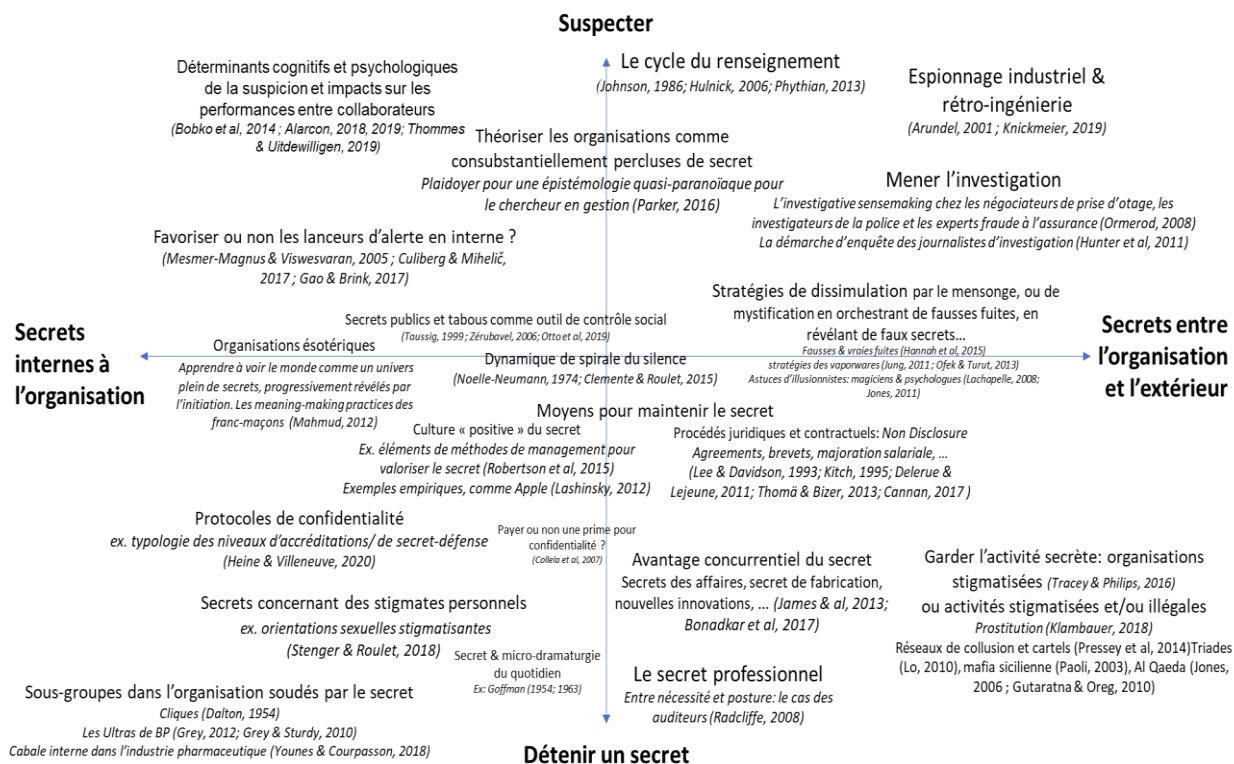 Suspecter
Déterminants cognitifs et psychologiques
de la suspicion et impacts sur les
performances entre collaborateurs
(Bobko et al, 2014 ; Alarcon, 2018, 2019; Thommes
& Uitdewilligen, 2019)
Le cycle du renseignement
(Johnson, 1986; Hulnick, 2006; Phythian, 2013)
Espionnage industriel &
rétro-ingénierie
(Arundel, 2001 ; Knickmeier, 2019)
Théoriser les organisations comme
consubstantiellement percluses de secret
Plaidoyer pour une épistémologie quasi-paranoïaque pour
le chercheur en gestion (Parker, 2016)
Mener l'investigation
L'investigative sensemaking chez les négociateurs de prise d'otage, les
investigateurs de la police et les experts fraude à l'assurance (Ormerod, 2008)
La démarche d'enquête des journalistes d'investigation (Hunter et al, 2011)
Favoriser ou non les lanceurs d'alerte en interne ?
(Mesmer-Magnus & Viswesvaran, 2005 ; Culiberg & Mihelič,
2017 ; Gao & Brink, 2017)
Stratégies de dissimulation par le mensonge, ou de
mystification en orchestrant de fausses fuites, en
révélant de faux secrets...
Fausses & vraies fuites (Hannah et al, 2015)
stratégies des vaporwares (Jung, 2011 ; Ofek & Turut, 2013)
Astuces d'illusionnistes: magiciens & psychologues (Lachapelle, 2008;
Jones, 2011)
Secrets
internes à
l'organisation
Secrets entre
l'organisation
et l'extérieur
Secrets publics et tabous comme outil de contrôle social
(Taussig, 1999 ; Zérubavel, 2006; Otto et al, 2019)
Organisations ésotériques
Apprendre à voir le monde comme un univers
plein de secrets, progressivement révélés par
l'initiation. Les meaning-making practices des
franc-maçons (Mahmud, 2012)
Dynamique de spirale du silence
(Noelle-Neumann, 1974; Clemente & Roulet, 2015)
Moyens pour maintenir le secret
Culture « positive » du secret
Ex. éléments de méthodes de management pour
valoriser le secret (Robertson et al, 2015)
Exemples empiriques, comme Apple (Lashinsky, 2012)
Procédés juridiques et contractuels: Non Disclosure
Agreements, brevets, majoration salariale, ...
(Lee & Davidson, 1993; Kitch, 1995; Delerue &
Lejeune, 2011; Thomä & Bizer, 2013; Cannan, 2017 )
Protocoles de confidentialité
ex. typologie des niveaux d'accréditations/ de secret-défense
(Heine & Villeneuve, 2020)
Payer ou non une prime pour
confidentialité ?
(Collela et al, 2007)
Avantage concurrentiel du secret
Secrets des affaires, secret de fabrication,
nouvelles innovations, ... (James & al, 2013;
Bonadkar et al, 2017)
Garder l'activité secrète: organisations
stigmatisées (Tracey & Philips, 2016)
ou activités stigmatisées et/ou illégales
Prostitution (Klambauer, 2018)
Réseaux de collusion et cartels (Pressey et al, 2014)Triades
(Lo, 2010), mafia sicilienne (Paoli, 2003), Al Qaeda (Jones,
2006 ; Gutaratna & Oreg, 2010)
Secrets concernant des stigmates personnels
ex. orientations sexuelles stigmatisantes
(Stenger & Roulet, 2018)
Secret & micro-dramaturgie
du quotidien
Ex: Goffman (1954; 1963)
Le secret professionnel
Entre nécessité et posture: le cas des
auditeurs (Radcliffe, 2008)
Sous-groupes dans l'organisation soudés par le secret
Cliques (Dalton, 1954)
Les Ultras de BP (Grey, 2012; Grey & Sturdy, 2010)
Cabale interne dans l'industrie pharmaceutique (Younes & Courpasson, 2018)
Détenir un secret